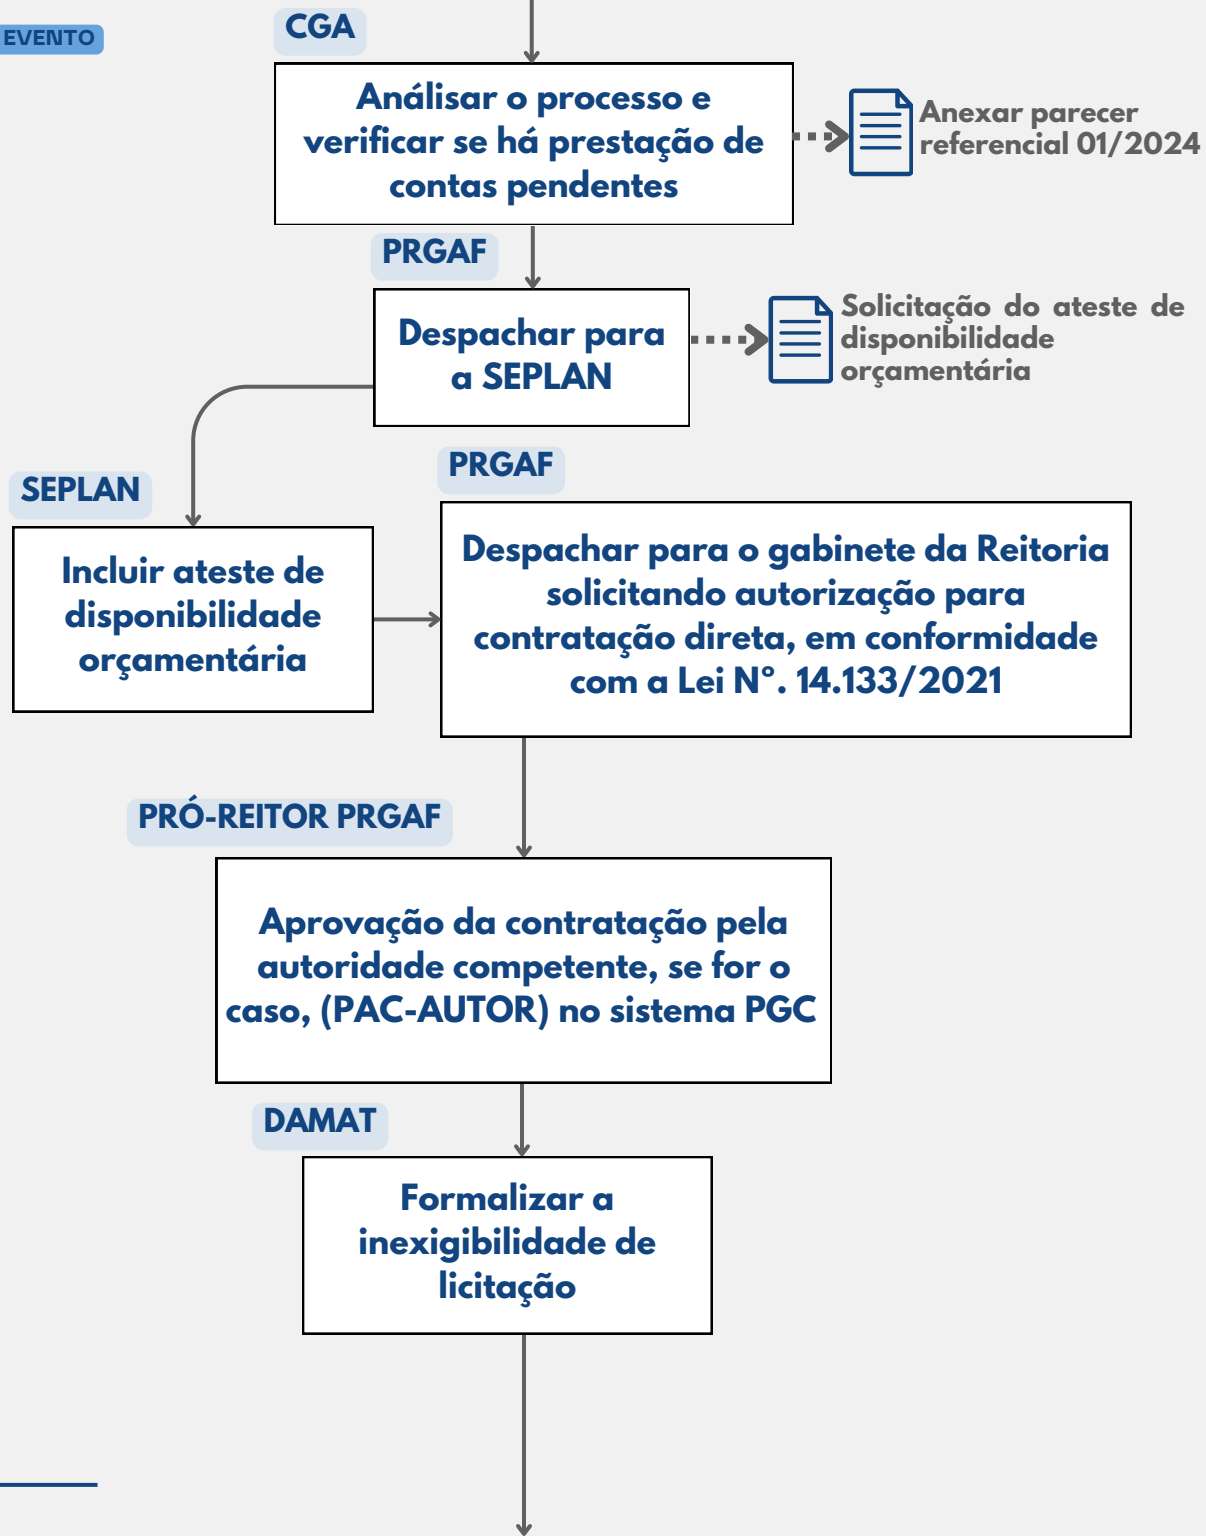 EVENTO
CGA
Análisar o processo e
verificar se há prestação de
contas pendentes
Anexar parecer
referencial 01/2024
PRGAF
Despachar para
a SEPLAN
Solicitação do ateste de
disponibilidade
orçamentária
SEPLAN
Incluir ateste de
disponibilidade
orçamentária
PRGAF
Despachar para o gabinete da Reitoria
solicitando autorização para
contratação direta, em conformidade
com a Lei N°. 14.133/2021
PRÓ-REITOR PRGAF
Aprovação da contratação pela
autoridade competente, se for o
caso, (PAC-AUTOR) no sistema PGC
DAMAT
Formalizar a
inexigibilidade de
licitação